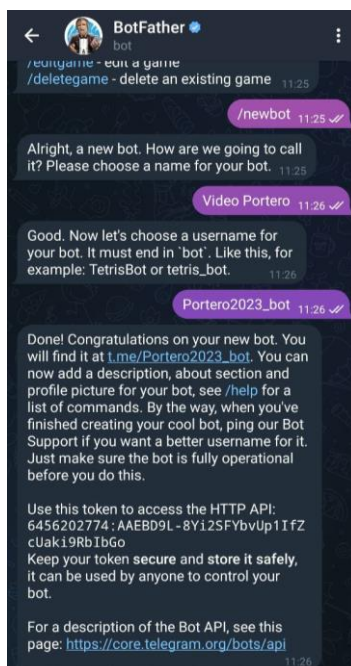 BotFather
bot
/editgame - edit a game
/deletegame - delete an existing game 11:25
/newbot 11:25
Alright, a new bot. How are we going to call
it? Please choose a name for your bot. 11:25
Video Portero 11:26
Good. Now let's choose a username for
your bot. It must end in `bot`. Like this, for
example: TetrisBot or tetris_bot. 11:26
Portero2023_bot 11:26
Done! Congratulations on your new bot. You
will find it at t.me/Portero2023_bot. You can
now add a description, about section and
profile picture for your bot, see /help for a
list of commands. By the way, when you've
finished creating your cool bot, ping our Bot
Support if you want a better username for it.
Just make sure the bot is fully operational
before you do this.
Use this token to access the HTTP API:
6456202774:AAEBD9L-8Yi2SFYbvUp1IfZ
cUaki9RbIbGo
Keep your token secure and store it safely,
it can be used by anyone to control your
bot.
For a description of the Bot API, see this
page: https://core.telegram.org/bots/api
11:26